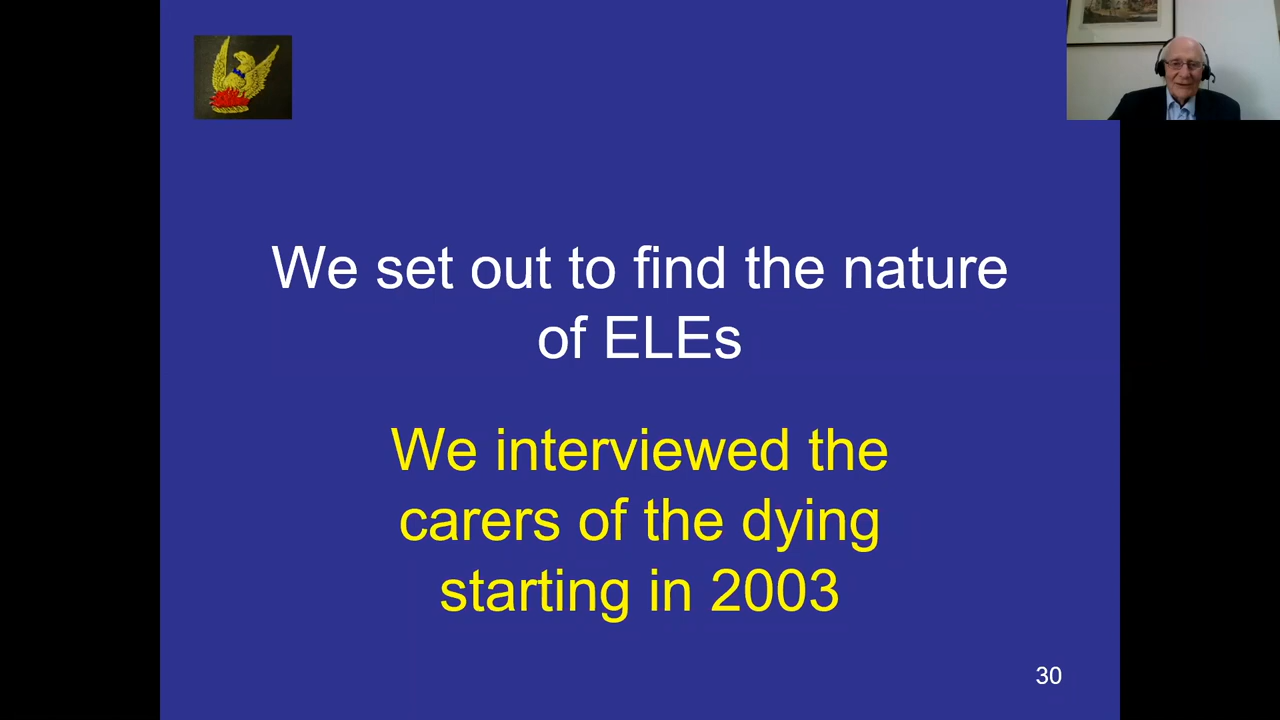 We set out to find the nature
of ELEs
We interviewed the
carers of the dying
starting in 2003
30